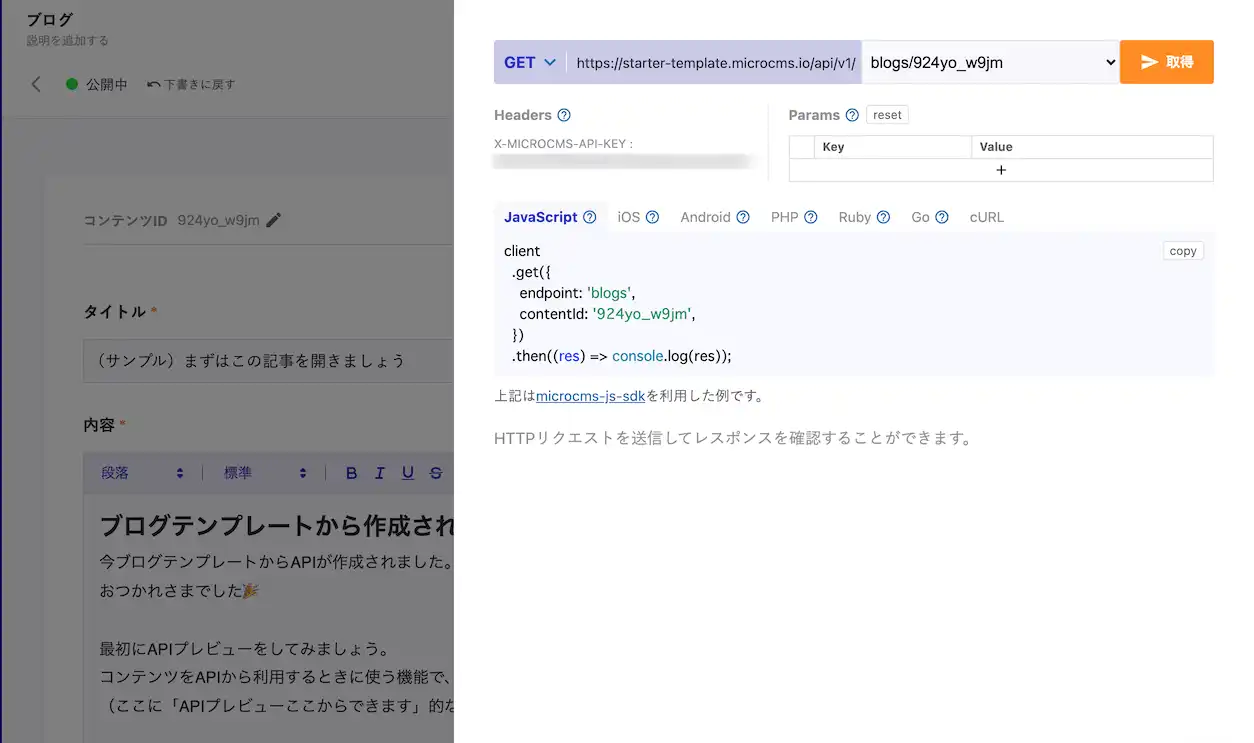 ブログ
説明を追加する
公開中 下書きに戻す
コンテンツID 924yo_w9jm
タイトル *
（サンプル）まずはこの記事を開きましょう
内容 *
段落 標準 B I U S
ブログテンプレートから作成され
今ブログテンプレートからAPIが作成されました。
おつかれさまでした🎉
最初にAPIプレビューをしてみましょう。
コンテンツをAPIから利用するときに使う機能で、
（ここに「APIプレビューここからできます」的な
GET https://starter-template.microcms.io/api/v1/ blogs/924yo_w9jm 取得
Headers ?
X-MICROCMS-API-KEY :
Params ? reset
Key Value
+
JavaScript ? iOS ? Android ? PHP ? Ruby ? Go ? cURL
copy
client
.get({
endpoint: 'blogs',
contentId: '924yo_w9jm',
})
.then((res) => console.log(res));
上記はmicrocms-js-sdkを利用した例です。
HTTPリクエストを送信してレスポンスを確認することができます。